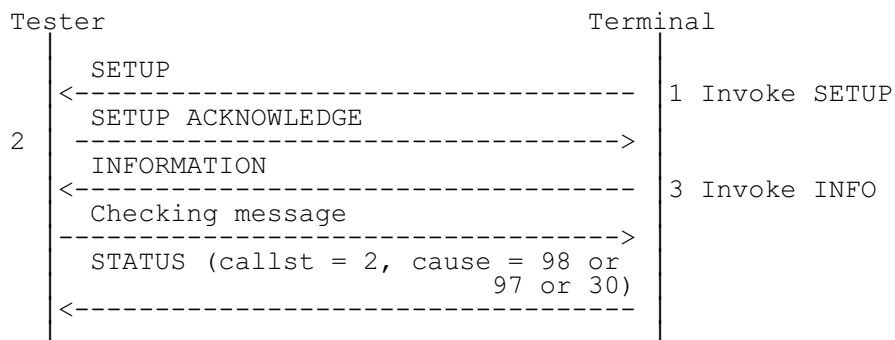 Tester Terminal
SETUP
1 Invoke SETUP
SETUP ACKNOWLEDGE
2
INFORMATION
3 Invoke INFO
Checking message
STATUS (callst = 2, cause = 98 or
97 or 30)